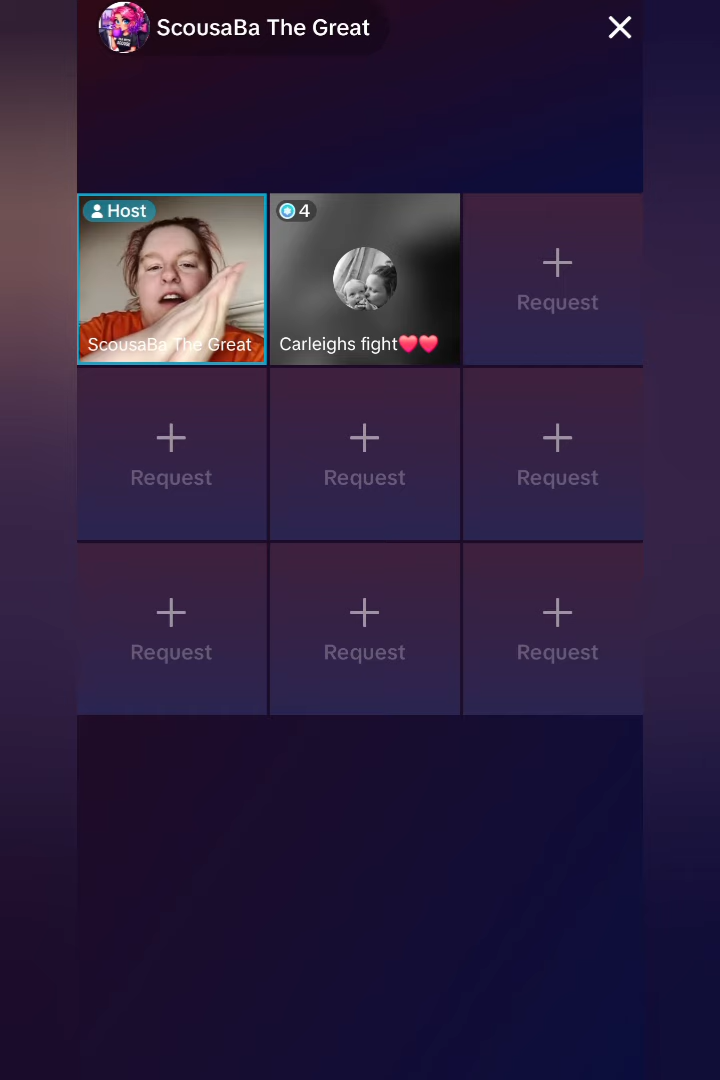 ScousaBa The Great
Host
4
ScousaBa The Great
Carleighs fight❤️❤️
Request
Request
Request
Request
Request
Request
Request